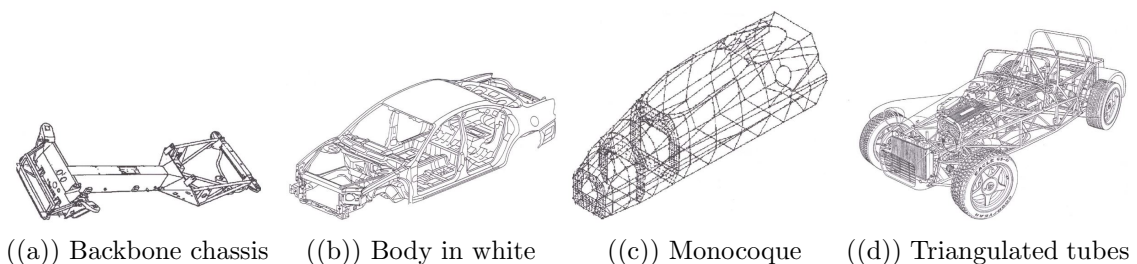 ((a)) Backbone chassis ((b)) Body in white ((c)) Monocoque ((d)) Triangulated tubes